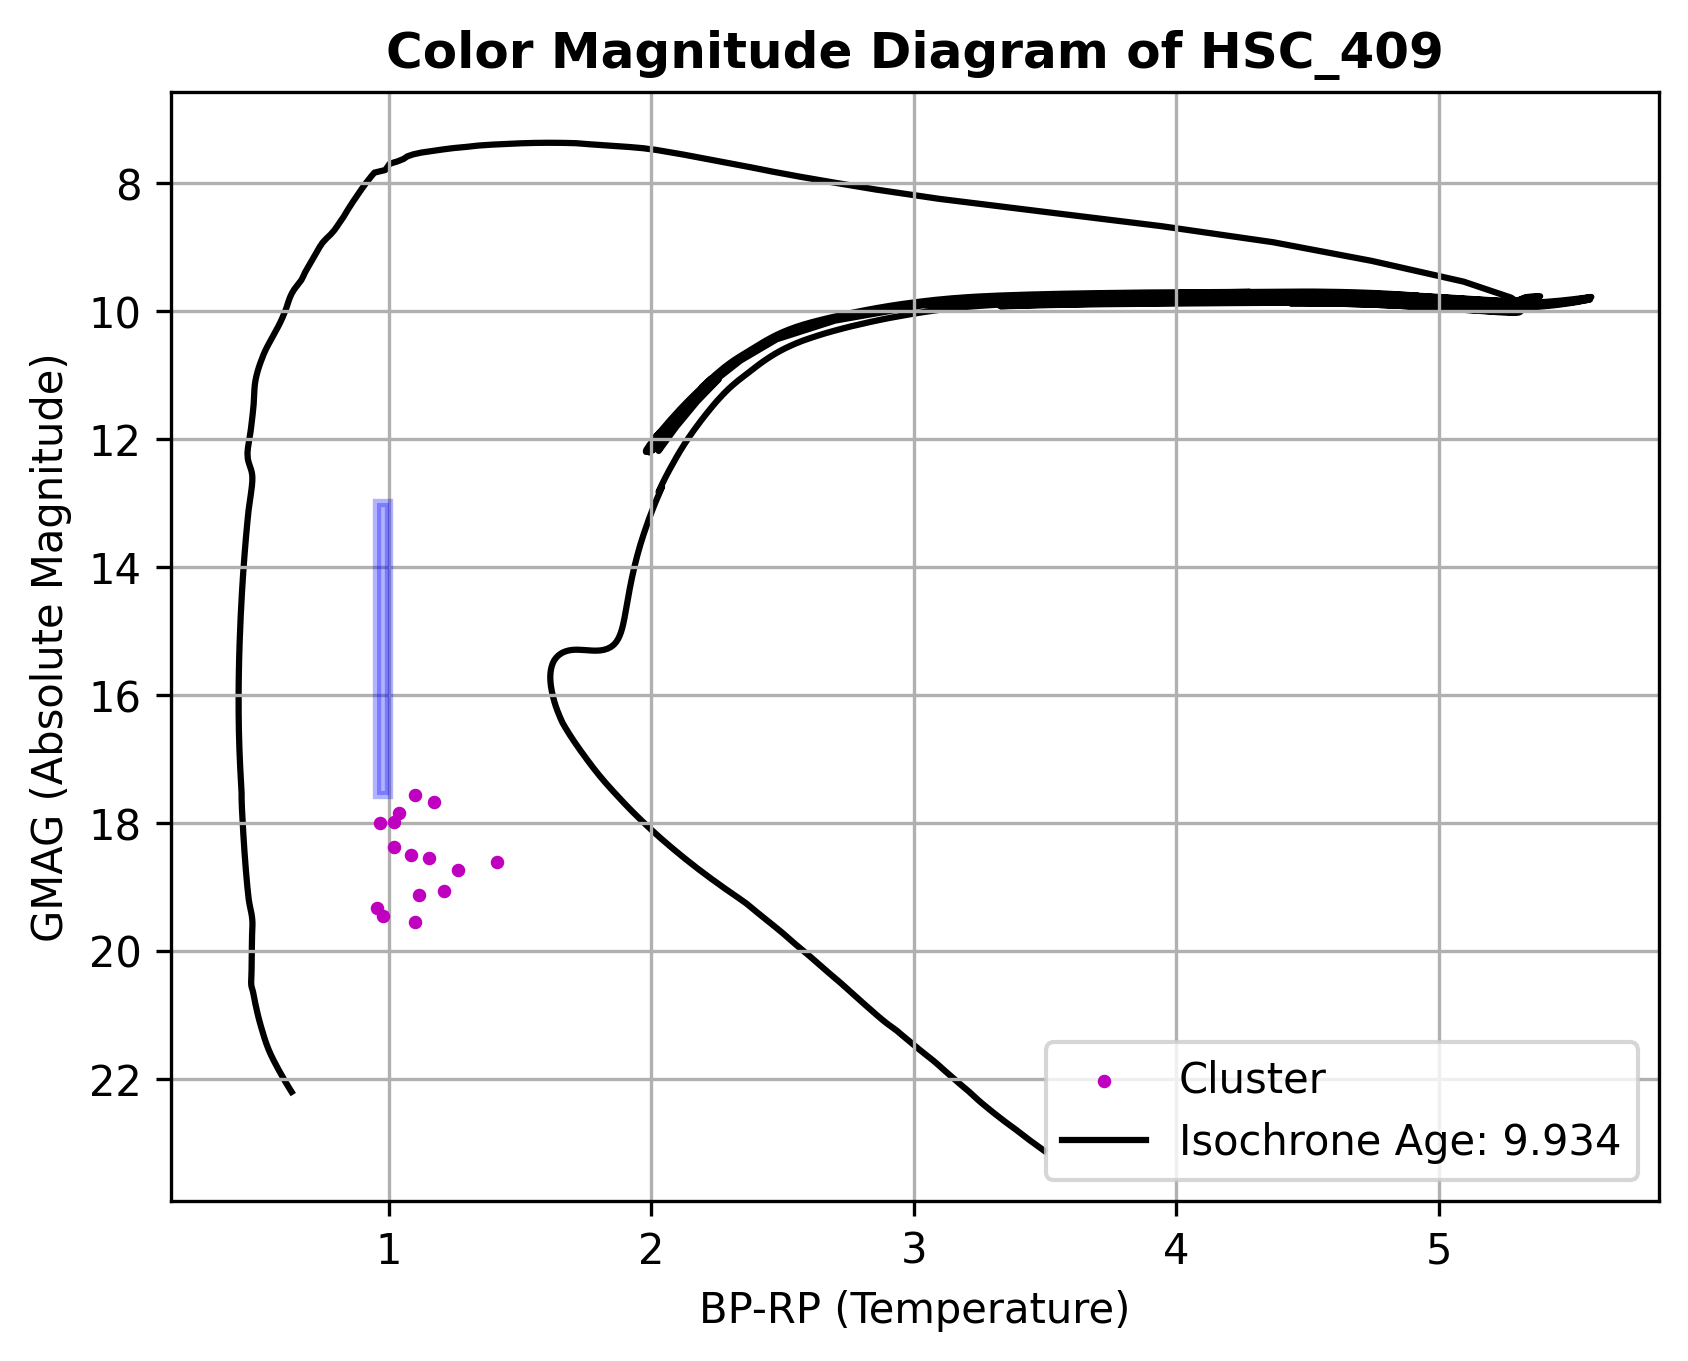 Color Magnitude Diagram of HSC_409
GMAG (Absolute Magnitude)
8
10
12
14
16
18
20
22
1 2 3 4 5
BP-RP (Temperature)
Cluster
Isochrone Age: 9.934